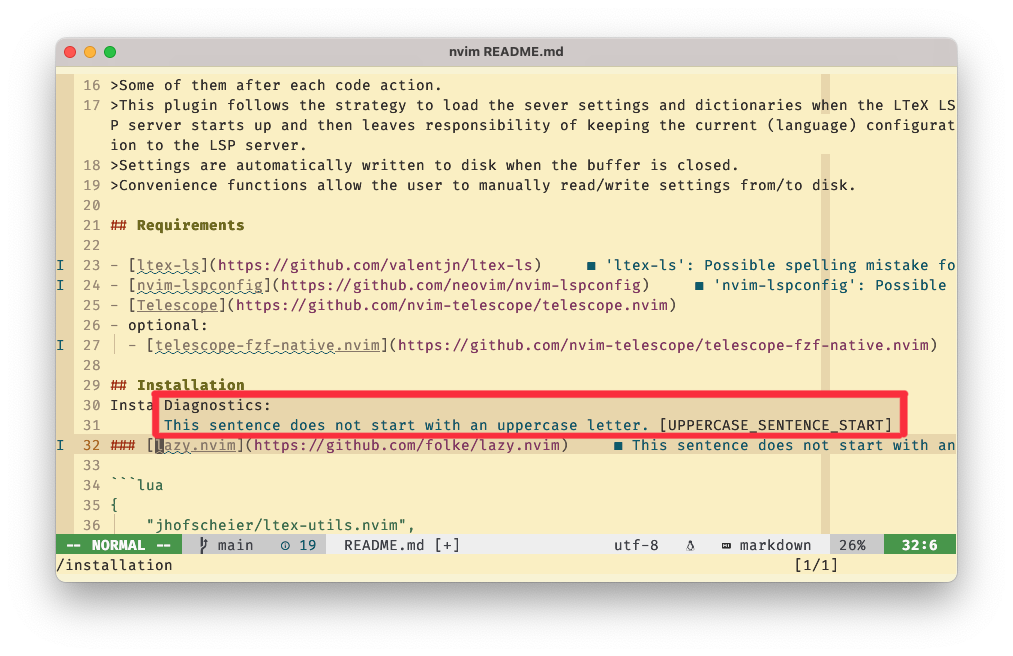 nvim README.md
16 >Some of them after each code action.
17 >This plugin follows the strategy to load the sever settings and dictionaries when the LTeX LS
P server starts up and then leaves responsibility of keeping the current (language) configurat
ion to the LSP server.
18 >Settings are automatically written to disk when the buffer is closed.
19 >Convenience functions allow the user to manually read/write settings from/to disk.
20
21 ## Requirements
22
I 23 - [ltex-ls](https://github.com/valentjn/ltex-ls) ■ 'ltex-ls': Possible spelling mistake fo
I 24 - [nvim-lspconfig](https://github.com/neovim/nvim-lspconfig) ■ 'nvim-lspconfig': Possible
25 - [Telescope](https://github.com/nvim-telescope/telescope.nvim)
26 - optional:
I 27 - [telescope-fzf-native.nvim](https://github.com/nvim-telescope/telescope-fzf-native.nvim)
28
29 ## Installation
30 Insta Diagnostics:
31 This sentence does not start with an uppercase letter. [UPPERCASE_SENTENCE_START]
I 32 ### [lazy.nvim](https://github.com/folke/lazy.nvim) ■ This sentence does not start with an
33
34 ```lua
35 {
36 "jhofscheier/ltex-utils.nvim",
-- NORMAL -- main 19 README.md [+] utf-8 markdown 26% 32:6
/installation [1/1]